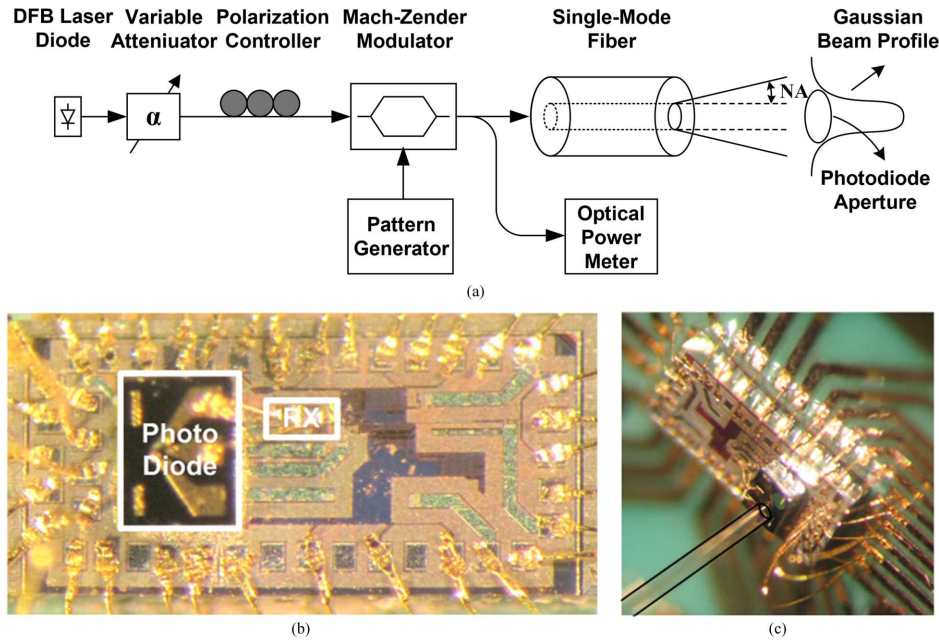 DFB Laser
Diode
Variable
Atteniuator
Polarization
Controller
Mach-Zender
Modulator
Single-Mode
Fiber
Gaussian
Beam Profile
α
NA
Photodiode
Aperture
Pattern
Generator
Optical
Power
Meter
(a)
Photo
Diode
RX
(b)
(c)